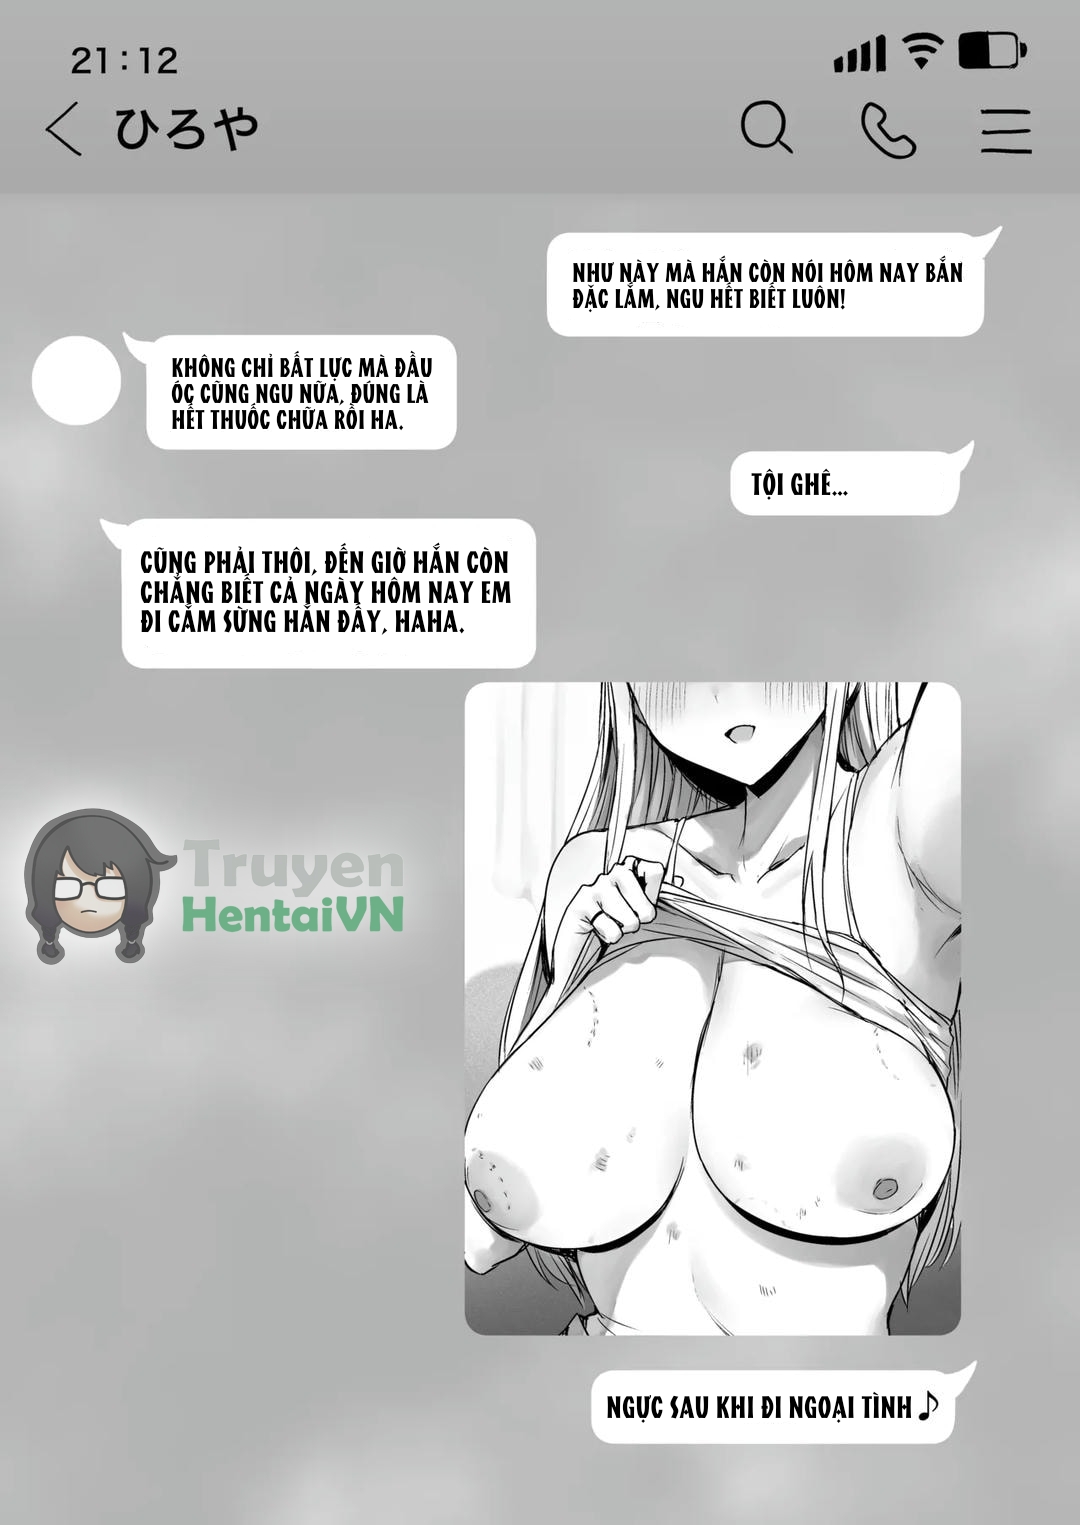 21:12
ひろや
NHƯ NÀY MÀ HẮN CÒN NÓI HÔM NAY BẮN
ĐẶC LẮM, NGU HẾT BIẾT LUÔN!
KHÔNG CHỈ BẤT LỰC MÀ ĐẦU
ÓC CŨNG NGU NỮA, ĐÚNG LÀ
HẾT THUỐC CHỮA RỒI HA.
TỘI GHÊ...
CŨNG PHẢI THÔI, ĐẾN GIỜ HẮN CÒN
CHẲNG BIẾT CẢ NGÀY HÔM NAY EM
ĐI CẮM SỪNG HẮN ĐẤY, HAHA.
Truyen
HentaiVN
NGỰC SAU KHI ĐI NGOẠI TÌNH♪